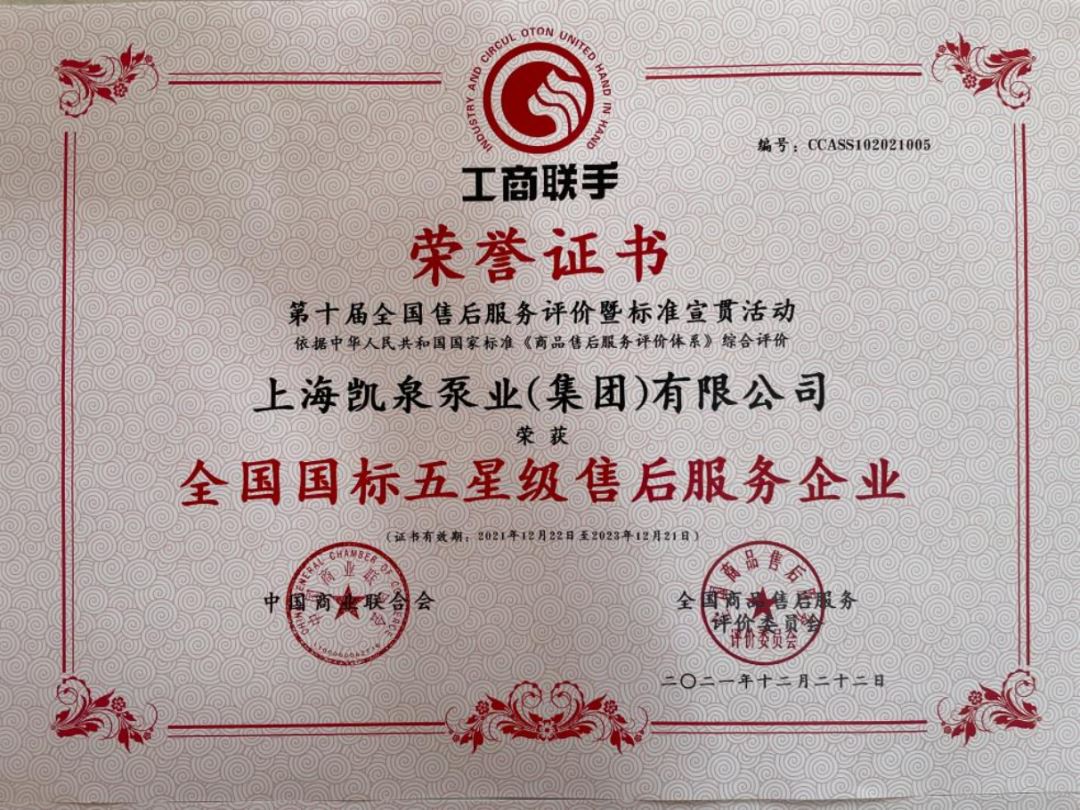 INDUSTRY AND CIRCUL OTON UNITED HAND IN HAND
工商联手
编号：CCASS102021005
荣誉证书
第十届全国售后服务评价暨标准宣贯活动
依据中华人民共和国国家标准《商品售后服务评价体系》综合评价
上海凯泉泵业(集团)有限公司
荣获
全国国标五星级售后服务企业
(证书有效期：2021年12月22日至2023年12月21日)
中国商业联合会
全国商品售后服务
评价委员会
评价委员会
二〇二一年十二月二十二日